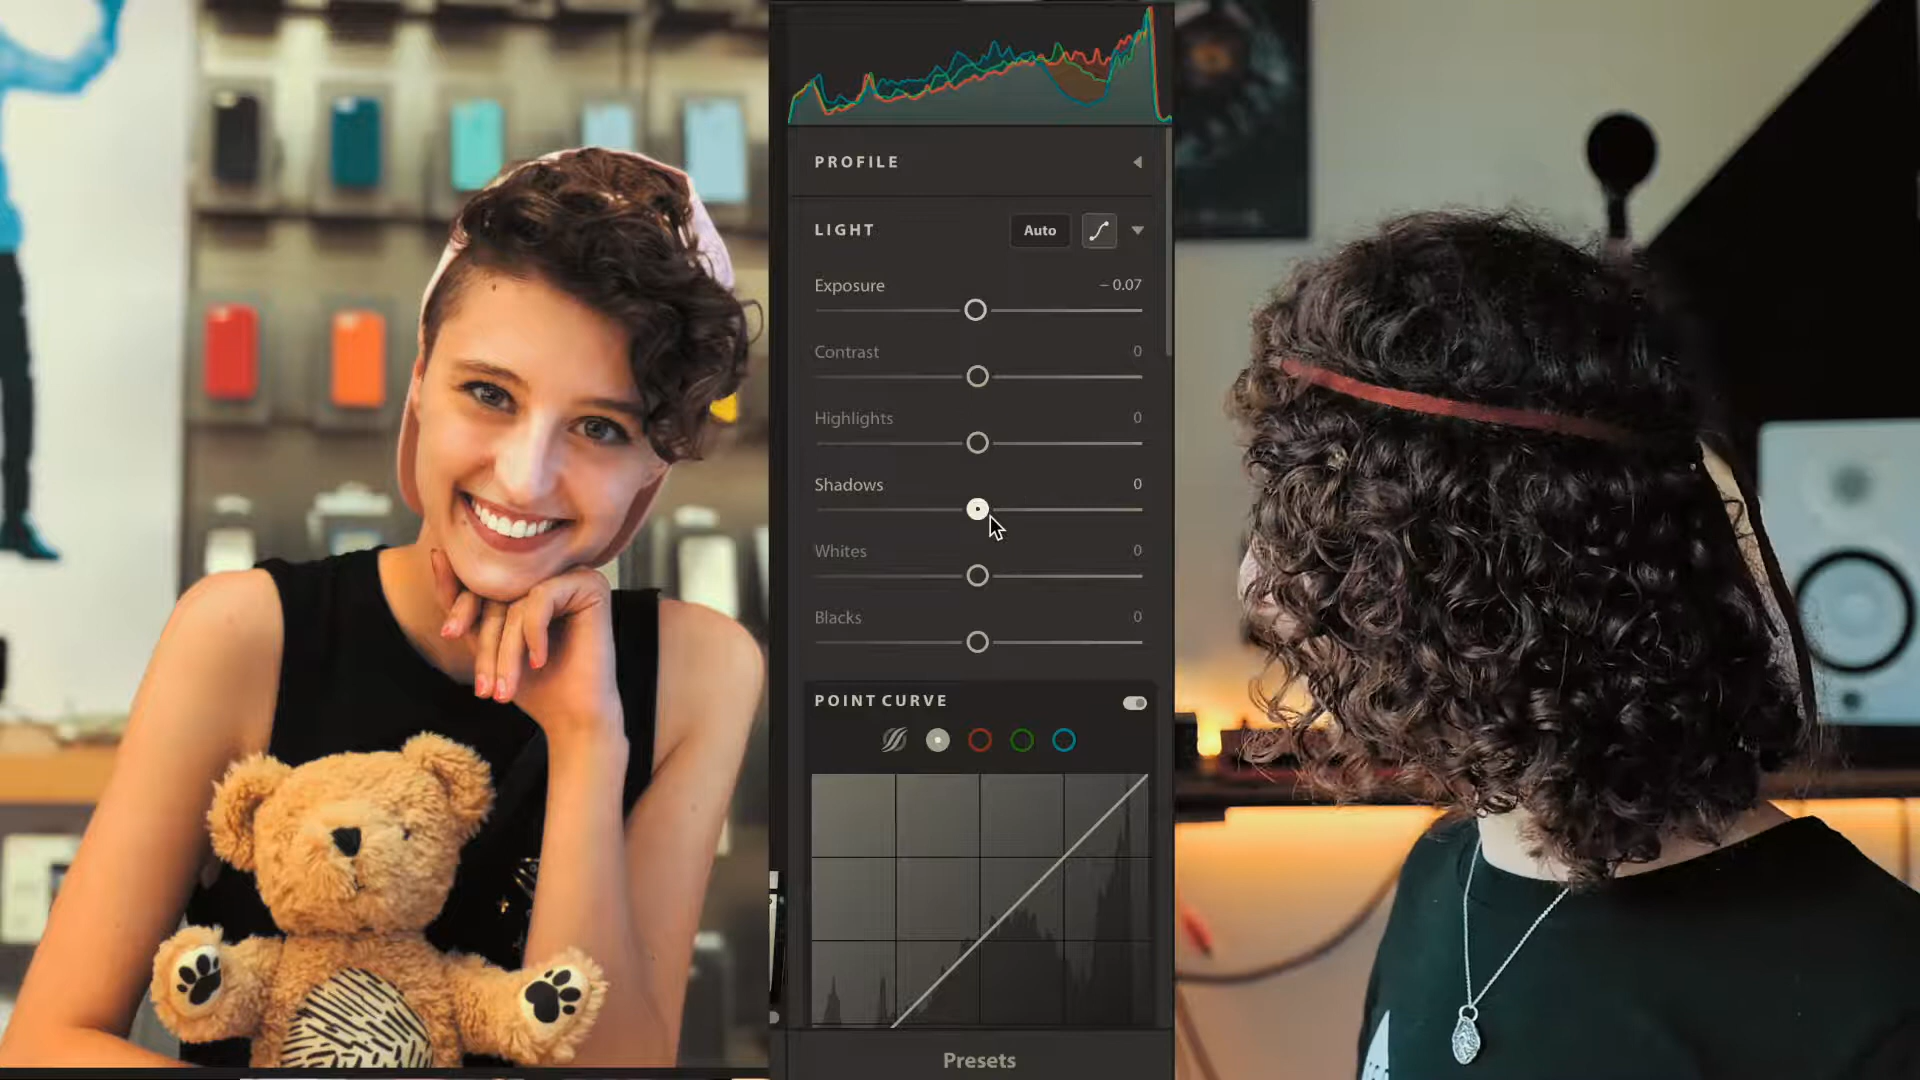 PROFILE
LIGHT
Auto
Exposure
– 0.07
Contrast
0
Highlights
0
Shadows
0
Whites
0
Blacks
0
POINT CURVE
Presets